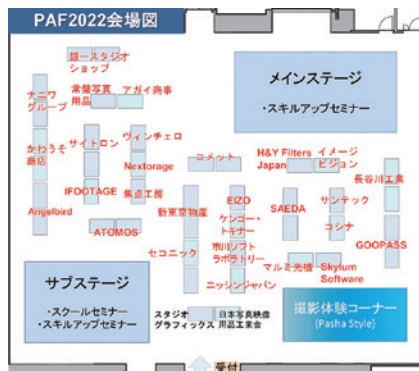 PAF2022会場図
銀一スタジオ
ショップ
ナニワ
グループ
常盤写真
用品
アガイ商事
メインステージ
・スキルアップセミナー
かわうそ
商店
サイトロン
ヴィンチェロ
Nextorage
コメット
H&Y Filters
Japan
イメージ
ビジョン
長谷川工業
IFOOTAGE
焦点工房
Angelbird
新東京物産
EIZO
SAEDA
サンテック
ATOMOS
ケンコー・
トキナー
コシナ
GOOPASS
セコニック
市川ソフト
ラボラトリー
マルミ光機
Skylum
Software
サブステージ
・スクールセミナー
・スキルアップセミナー
ニッシンジャパン
スタジオ
グラフィックス
日本写真映像
用品工業会
撮影体験コーナー
(Pasha Style)
受付